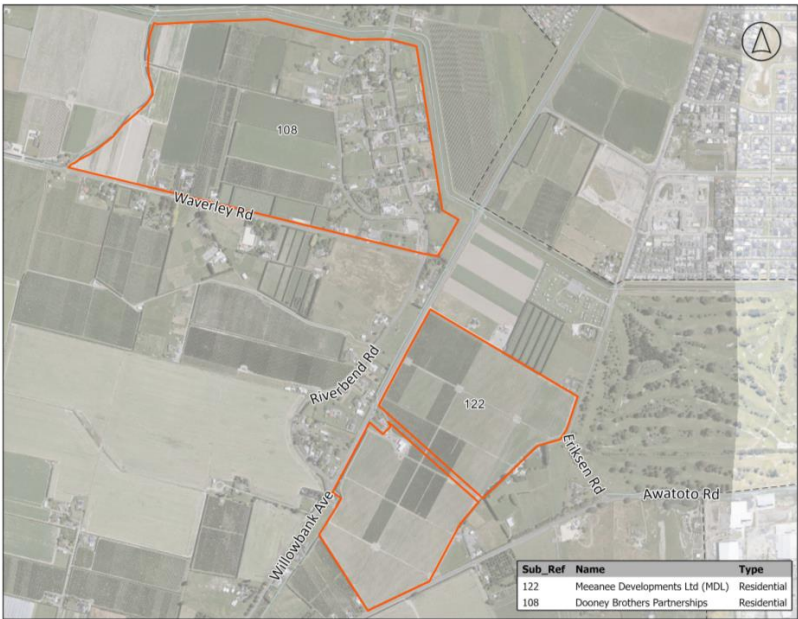 108
Waverley Rd
Riverbend Rd
122
Eriksen Rd
Willowbank Ave
Awatoto Rd
Sub_Ref Name Type
122 Meeanee Developments Ltd (MDL) Residential
108 Dooney Brothers Partnerships Residential